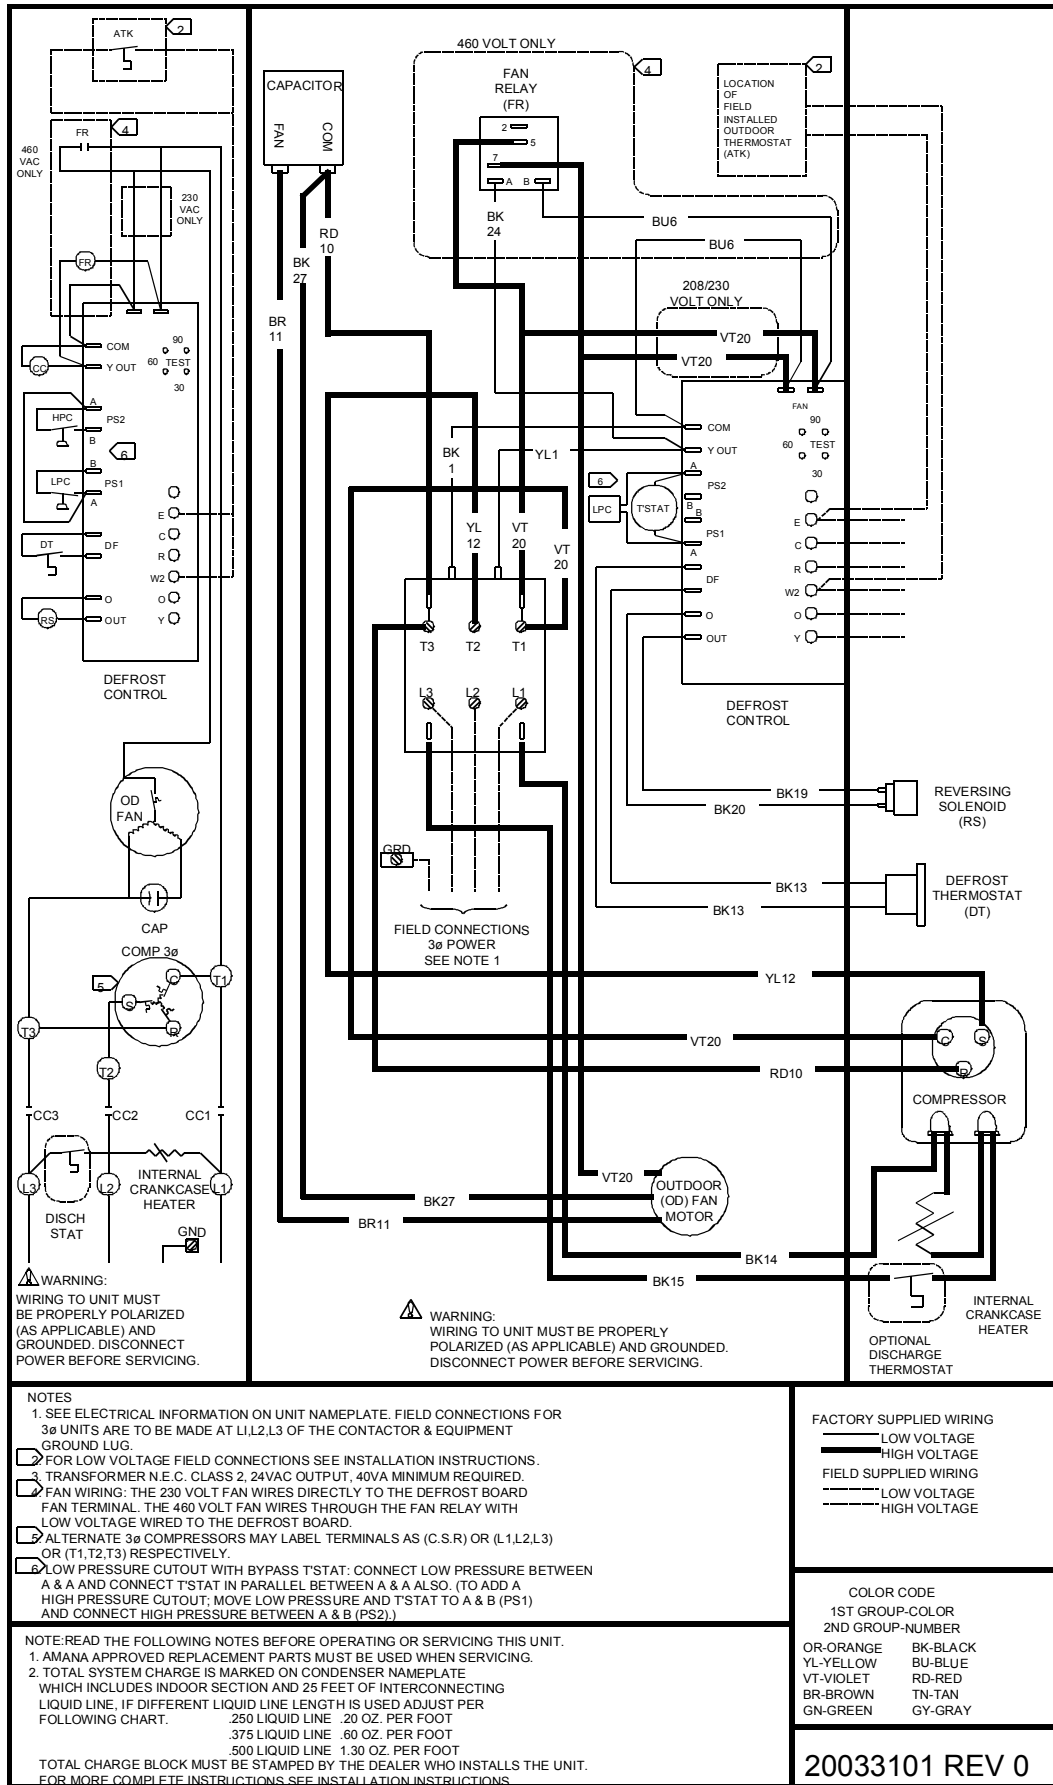 ATK
2
FR
4
460
VAC
ONLY
230
VAC
ONLY
FR
COM
Y OUT
CC
90
60 TEST
30
A
HPC
PS2
B
6
B
LPC
PS1
A
DT
DF
E
C
R
W2
O
O
Y
RS
OUT
DEFROST
CONTROL
OD
FAN
CAP
COMP 3ø
5
C
S
R
T1
T3
T2
CC3
CC2
CC1
L3
L2
L1
INTERNAL
CRANKCASE
HEATER
DISCH
STAT
GND
WARNING:
WIRING TO UNIT MUST
BE PROPERLY POLARIZED
(AS APPLICABLE) AND
GROUNDED. DISCONNECT
POWER BEFORE SERVICING.
460 VOLT ONLY
4
CAPACITOR
FAN
COM
FAN
RELAY
(FR)
2
5
7
A B
BK
24
BU6
BU6
RD
10
BK
27
BR
11
208/230
VOLT ONLY
VT20
VT20
LOCATION
OF
FIELD
INSTALLED
OUTDOOR
THERMOSTAT
(ATK)
2
FAN
90
60 TEST
30
COM
Y OUT
A
PS2
B
B
PS1
A
DF
O
OUT
E
C
R
W2
O
Y
6
LPC
T'STAT
BK
1
YL1
YL
12
VT
20
VT
20
T3
T2
T1
L3
L2
L1
DEFROST
CONTROL
GRD
FIELD CONNECTIONS
3ø POWER
SEE NOTE 1
BK19
BK20
REVERSING
SOLENOID
(RS)
BK13
BK13
DEFROST
THERMOSTAT
(DT)
YL12
VT20
RD10
C
S
R
COMPRESSOR
VT20
BK27
BR11
OUTDOOR
(OD) FAN
MOTOR
BK14
BK15
INTERNAL
CRANKCASE
HEATER
OPTIONAL
DISCHARGE
THERMOSTAT
WARNING:
WIRING TO UNIT MUST BE PROPERLY
POLARIZED (AS APPLICABLE) AND GROUNDED.
DISCONNECT POWER BEFORE SERVICING.
NOTES
1. SEE ELECTRICAL INFORMATION ON UNIT NAMEPLATE. FIELD CONNECTIONS FOR
3ø UNITS ARE TO BE MADE AT LI,L2,L3 OF THE CONTACTOR & EQUIPMENT
GROUND LUG.
2. FOR LOW VOLTAGE FIELD CONNECTIONS SEE INSTALLATION INSTRUCTIONS.
3. TRANSFORMER N.E.C. CLASS 2, 24VAC OUTPUT, 40VA MINIMUM REQUIRED.
4. FAN WIRING: THE 230 VOLT FAN WIRES DIRECTLY TO THE DEFROST BOARD
FAN TERMINAL. THE 460 VOLT FAN WIRES THROUGH THE FAN RELAY WITH
LOW VOLTAGE WIRED TO THE DEFROST BOARD.
5. ALTERNATE 3ø COMPRESSORS MAY LABEL TERMINALS AS (C.S.R) OR (L1,L2,L3)
OR (T1,T2,T3) RESPECTIVELY.
6. LOW PRESSURE CUTOUT WITH BYPASS T'STAT: CONNECT LOW PRESSURE BETWEEN
A & A AND CONNECT T'STAT IN PARALLEL BETWEEN A & A ALSO. (TO ADD A
HIGH PRESSURE CUTOUT; MOVE LOW PRESSURE AND T'STAT TO A & B (PS1)
AND CONNECT HIGH PRESSURE BETWEEN A & B (PS2).)
NOTE:READ THE FOLLOWING NOTES BEFORE OPERATING OR SERVICING THIS UNIT.
1. AMANA APPROVED REPLACEMENT PARTS MUST BE USED WHEN SERVICING.
2. TOTAL SYSTEM CHARGE IS MARKED ON CONDENSER NAMEPLATE
WHICH INCLUDES INDOOR SECTION AND 25 FEET OF INTERCONNECTING
LIQUID LINE, IF DIFFERENT LIQUID LINE LENGTH IS USED ADJUST PER
FOLLOWING CHART. .250 LIQUID LINE .20 OZ. PER FOOT
.375 LIQUID LINE .60 OZ. PER FOOT
.500 LIQUID LINE 1.30 OZ. PER FOOT
TOTAL CHARGE BLOCK MUST BE STAMPED BY THE DEALER WHO INSTALLS THE UNIT.
FOR MORE COMPLETE INSTRUCTIONS SEE INSTALLATION INSTRUCTIONS
FACTORY SUPPLIED WIRING
LOW VOLTAGE
HIGH VOLTAGE
FIELD SUPPLIED WIRING
LOW VOLTAGE
HIGH VOLTAGE
COLOR CODE
1ST GROUP-COLOR
2ND GROUP-NUMBER
OR-ORANGE BK-BLACK
YL-YELLOW BU-BLUE
VT-VIOLET RD-RED
BR-BROWN TN-TAN
GN-GREEN GY-GRAY
20033101 REV 0